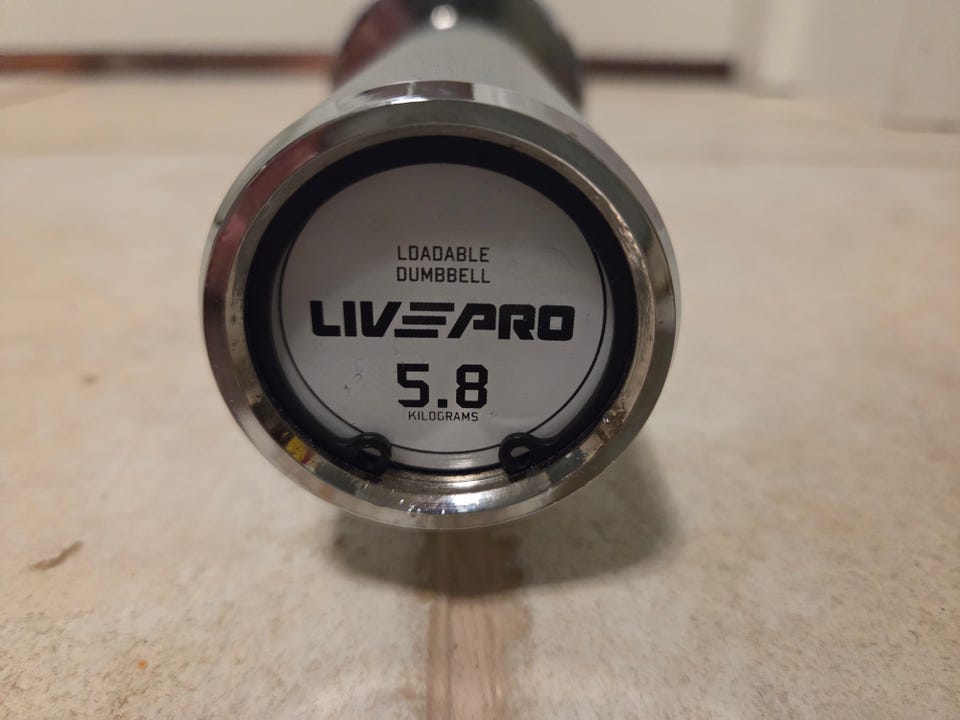 LOADABLE
DUMBBELL
LIVEPRO
5.8
KILOGRAMS